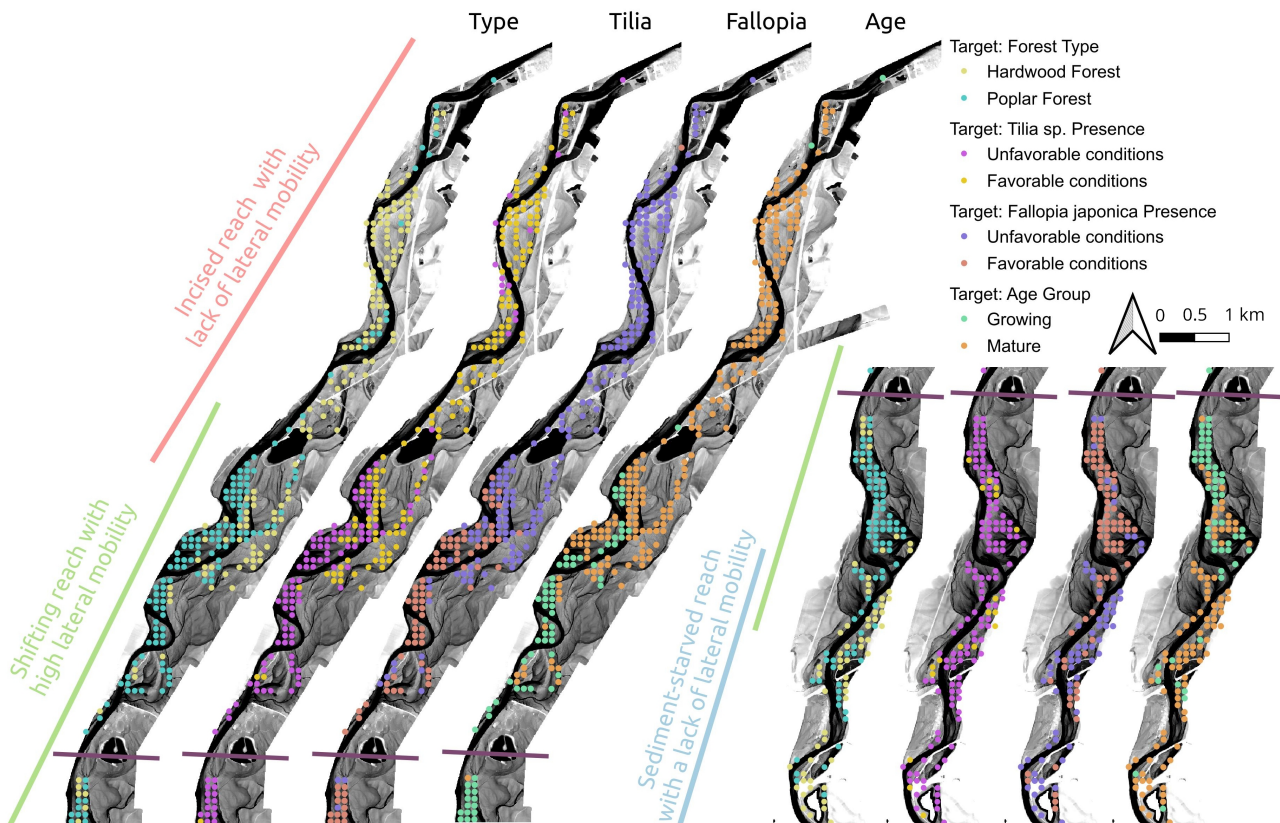 Type
Tilia
Fallopia
Age
Target: Forest Type
Hardwood Forest
Poplar Forest
Target: Tilia sp. Presence
Unfavorable conditions
Favorable conditions
Target: Fallopia japonica Presence
Unfavorable conditions
Favorable conditions
Target: Age Group
Growing
Mature
0 0.5 1 km
Incised reach with
lack of lateral mobility
Shifting reach with
high lateral mobility
Sediment-starved reach
with a lack of lateral mobility